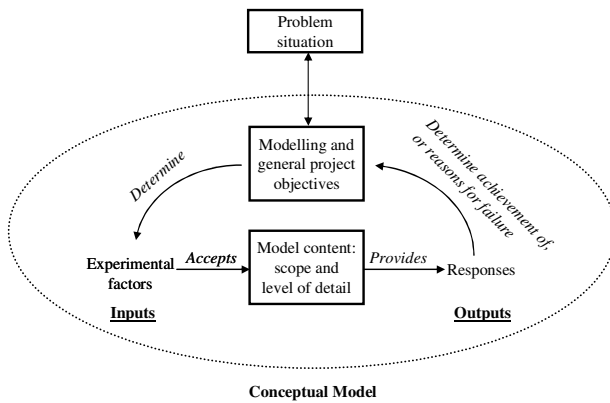 Problem
situation
Modelling and
general project
objectives
Determine
Determine achievement of,
or reasons for failure
Experimental
factors
Accepts
Model content:
scope and
level of detail
Provides
Responses
Inputs
Outputs
Conceptual Model